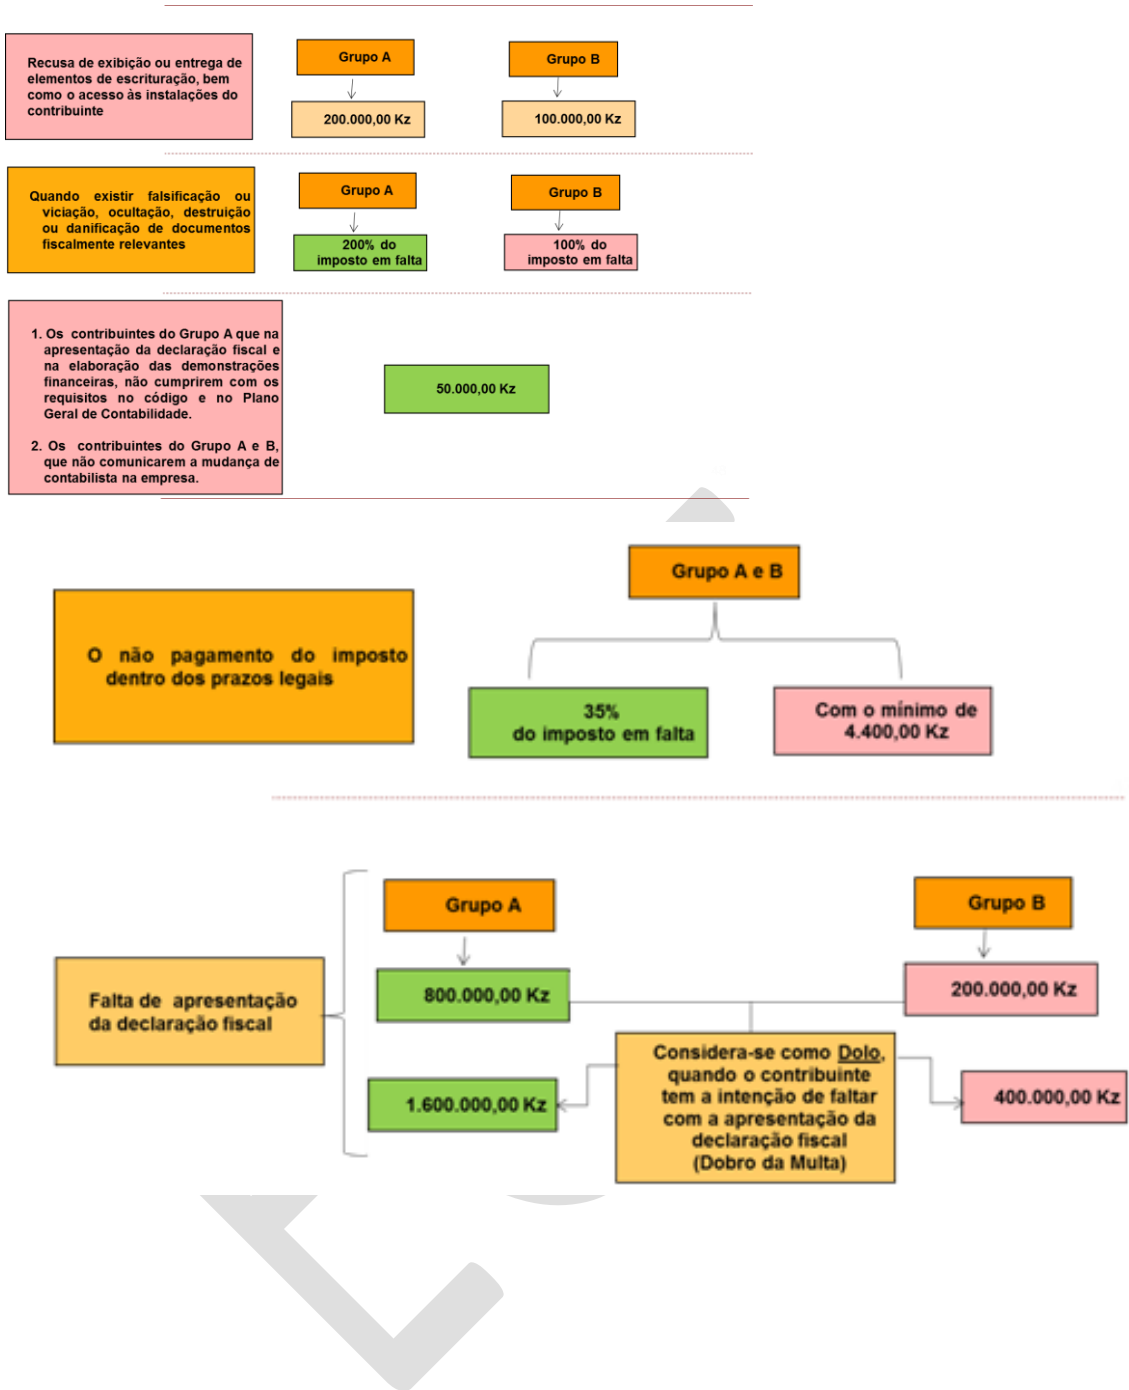 Recusa de exibição ou entrega de
elementos de escrituração, bem
como o acesso às instalações do
contribuinte
Grupo A
Grupo B
200.000,00 Kz
100.000,00 Kz
Quando existir falsificação ou
viciação, ocultação, destruição
ou danificação de documentos
fiscalmente relevantes
Grupo A
Grupo B
200% do
imposto em falta
100% do
imposto em falta
1. Os contribuintes do Grupo A que na
apresentação da declaração fiscal e
na elaboração das demonstrações
financeiras, não cumprirem com os
requisitos no código e no Plano
Geral de Contabilidade.
2. Os contribuintes do Grupo A e B,
que não comunicarem a mudança de
contabilista na empresa.
50.000,00 Kz
Grupo A e B
O não pagamento do imposto
dentro dos prazos legais
35%
do imposto em falta
Com o mínimo de
4.400,00 Kz
Grupo A
Grupo B
Falta de apresentação
da declaração fiscal
800.000,00 Kz
200.000,00 Kz
Considera-se como Dolo,
quando o contribuinte
tem a intenção de faltar
com a apresentação da
declaração fiscal
(Dobro da Multa)
1.600.000,00 Kz
400.000,00 Kz